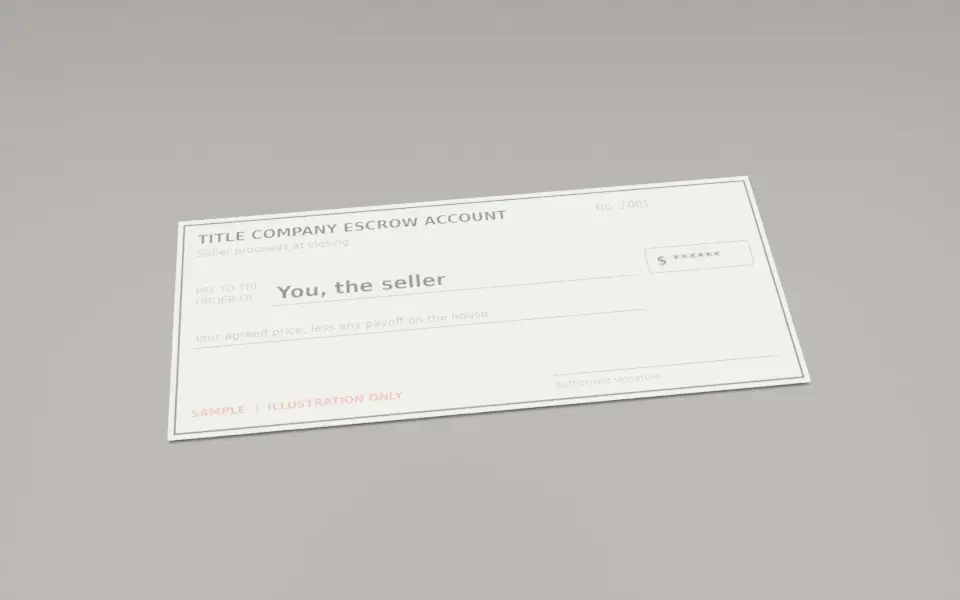 TITLE COMPANY ESCROW ACCOUNT
No. 1001
Seller proceeds at closing
PAY TO THE
ORDER OF
You, the seller
$ ******
Your agreed price, less any payoff on the house
Authorized Signature
SAMPLE | ILLUSTRATION ONLY